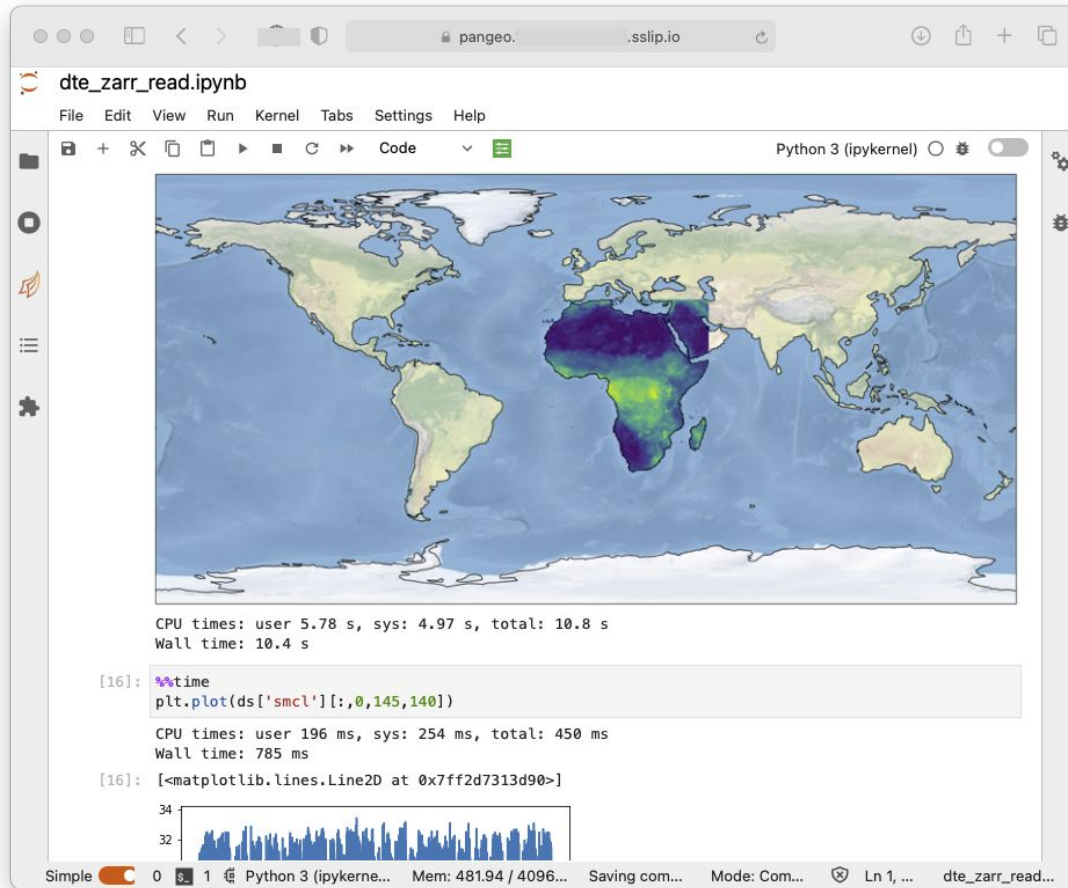 pangeo. .sslip.io
dte_zarr_read.ipynb
File Edit View Run Kernel Tabs Settings Help
Code Python 3 (ipykernel)
CPU times: user 5.78 s, sys: 4.97 s, total: 10.8 s
Wall time: 10.4 s
[16]: %%time
plt.plot(ds['smcl'][:,0,145,140])
CPU times: user 196 ms, sys: 254 ms, total: 450 ms
Wall time: 785 ms
[16]: [<matplotlib.lines.Line2D at 0x7ff2d7313d90>]
34
32
Simple 0 $_ 1 Python 3 (ipykerne... Mem: 481.94 / 4096... Saving com... Mode: Com... Ln 1, ... dte_zarr_read...